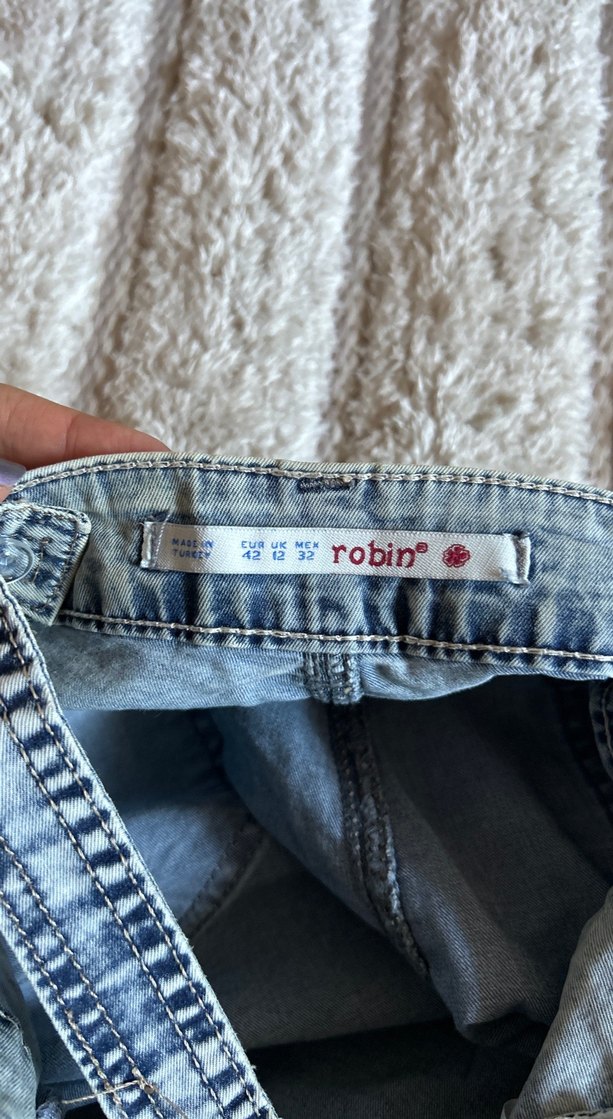 MADE IN
TURKEY
EUR UK MEX
42 12 32
robin®